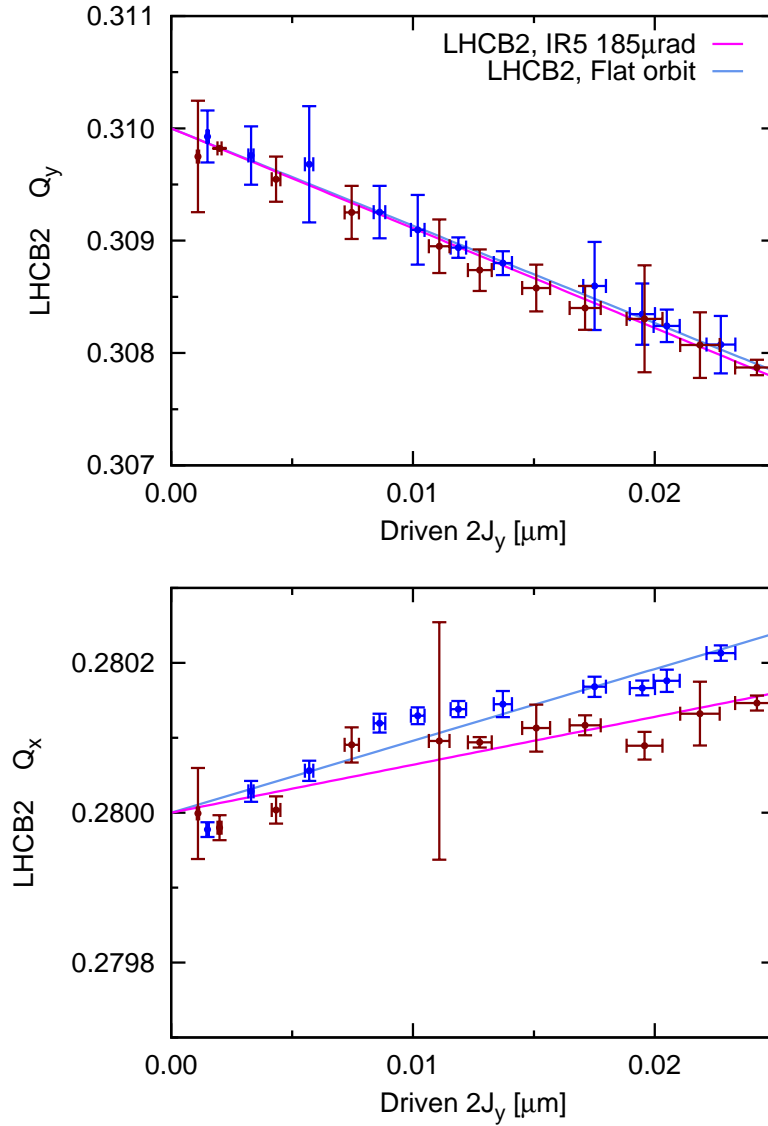 0.311
LHCB2, IR5 185μrad
LHCB2, Flat orbit
0.310
LHCB2 Q_y
0.309
0.308
0.307
0.00 0.01 0.02
Driven 2J_y [μm]
0.2802
LHCB2 Q_x
0.2800
0.2798
0.00 0.01 0.02
Driven 2J_y [μm]